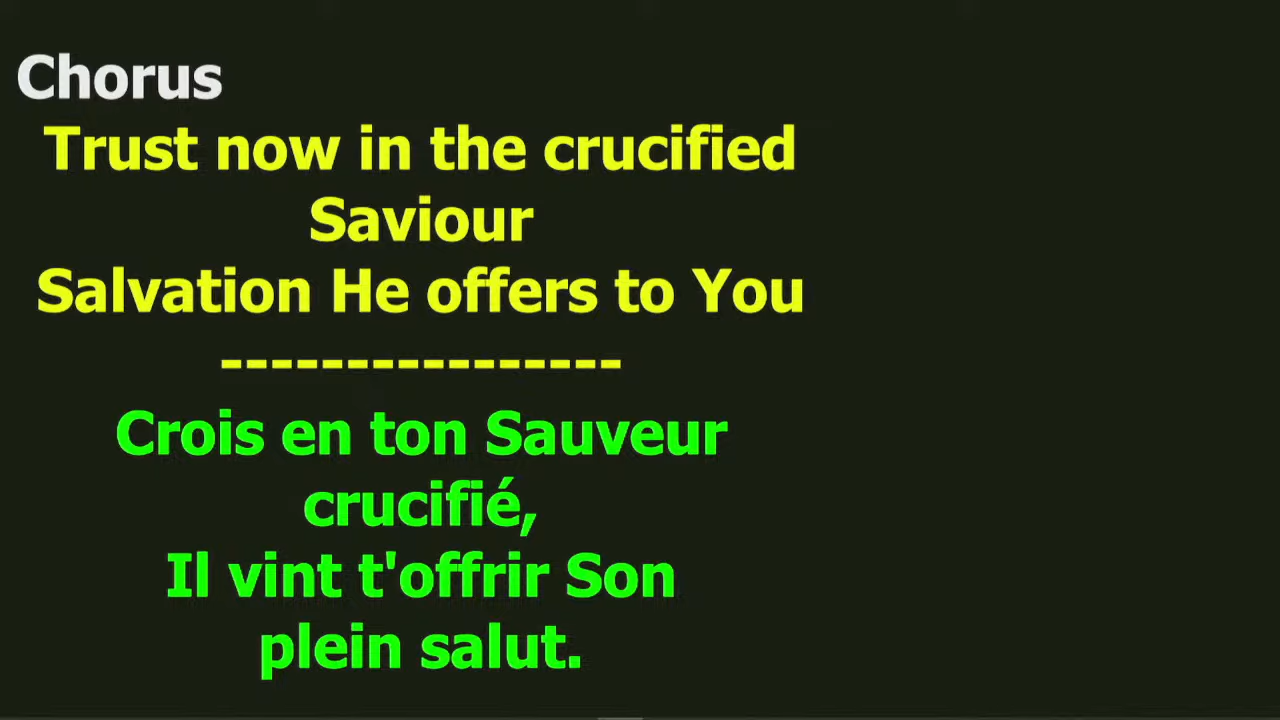 Chorus
Trust now in the crucified
Saviour
Salvation He offers to You
----------------
Crois en ton Sauveur
crucifié,
Il vint t'offrir Son
plein salut.